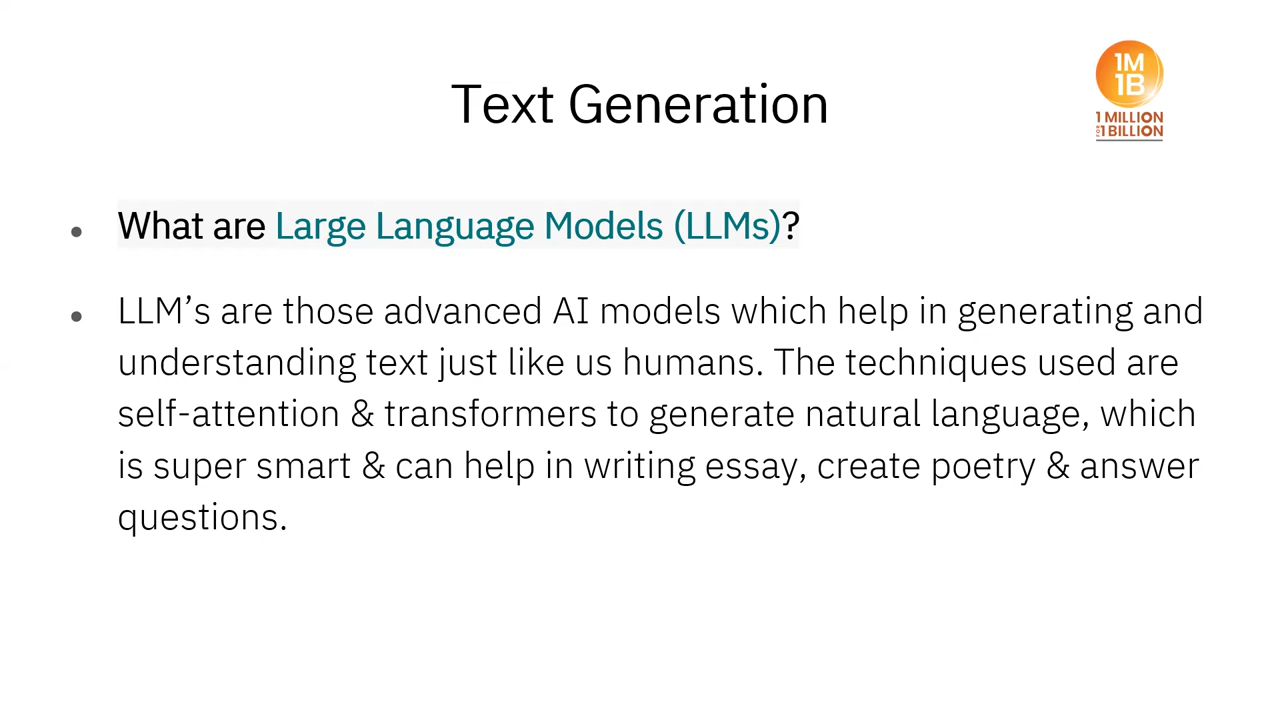 1M
1B
1 MILLION
FOR 1 BILLION
Text Generation
• What are Large Language Models (LLMs)?
• LLM’s are those advanced AI models which help in generating and
understanding text just like us humans. The techniques used are
self-attention & transformers to generate natural language, which
is super smart & can help in writing essay, create poetry & answer
questions.